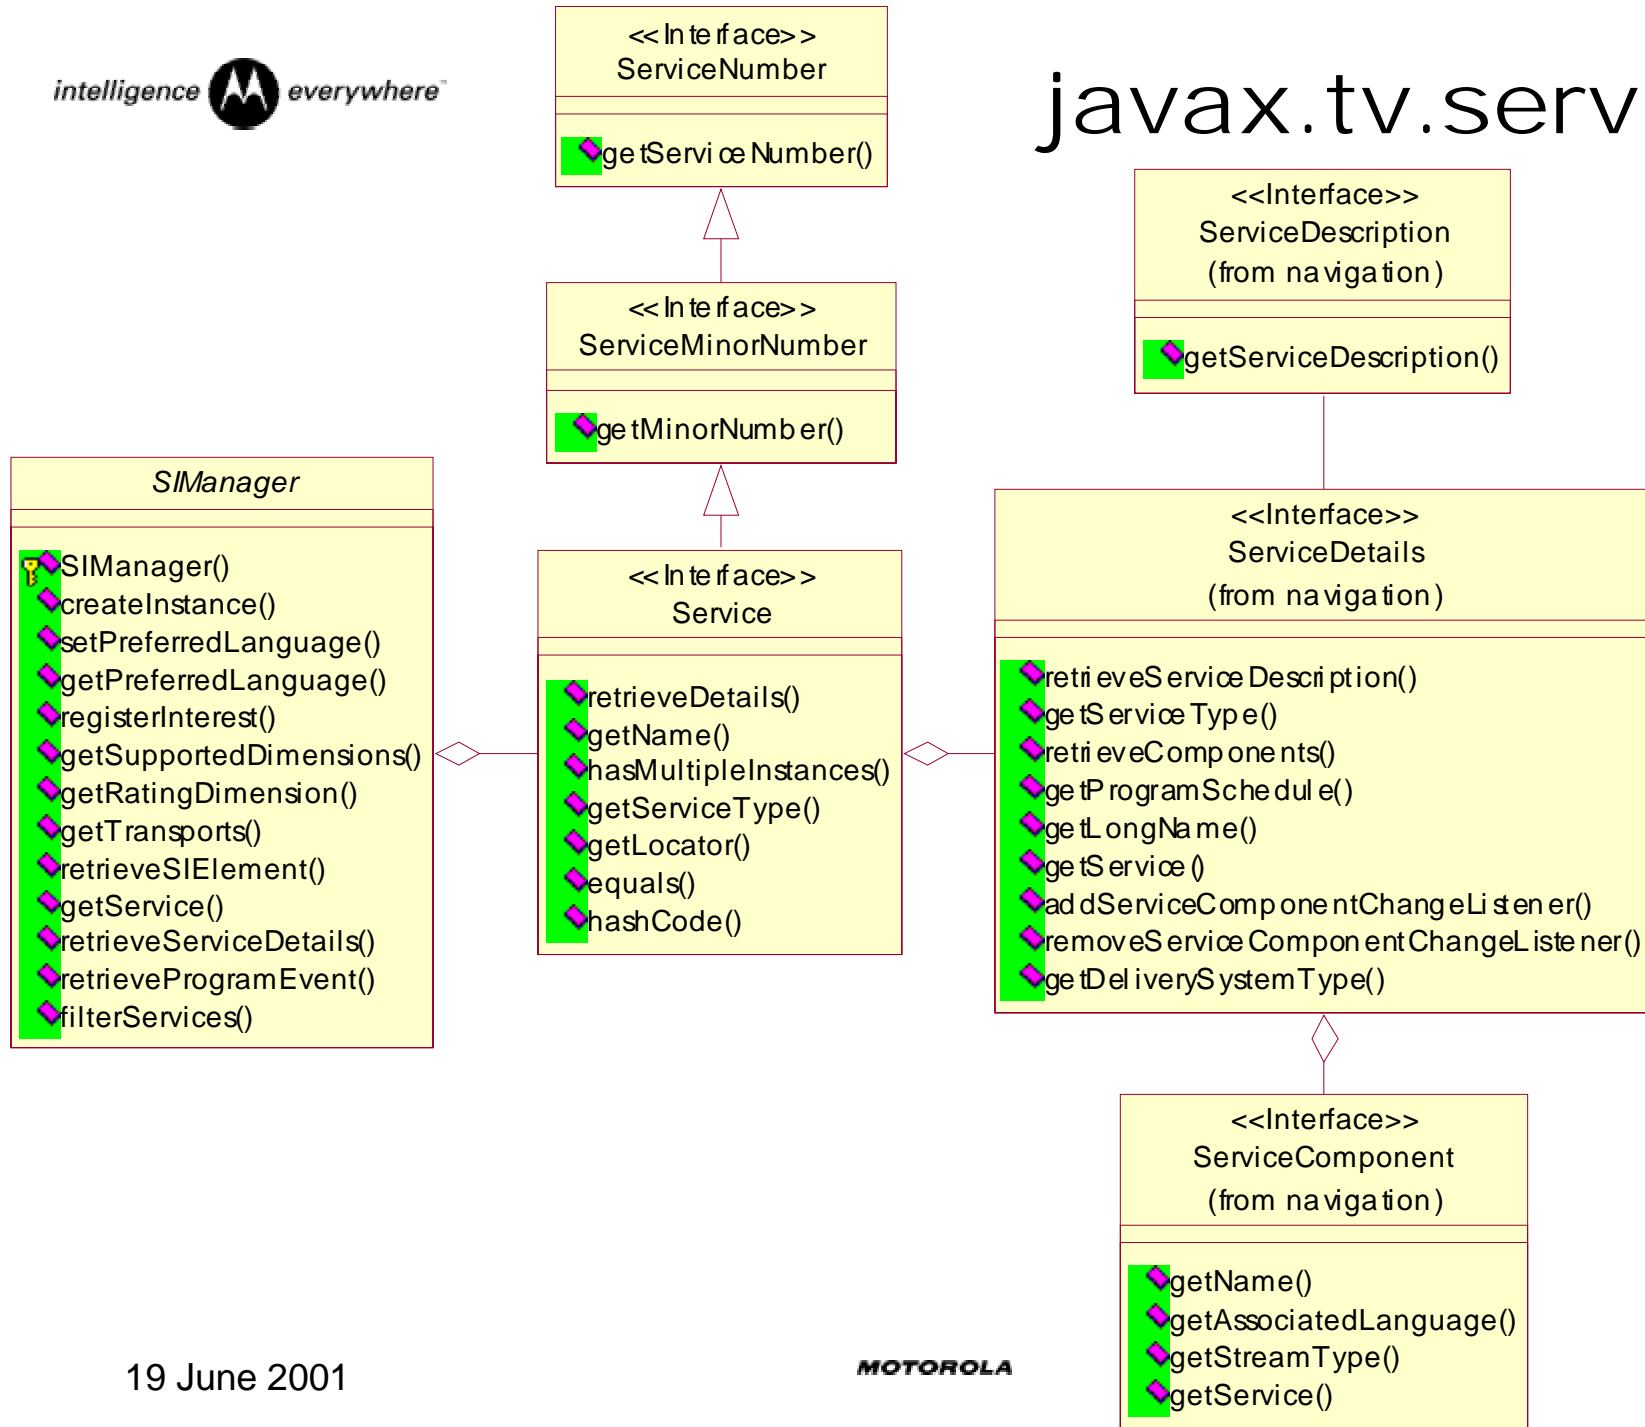 intelligence everywhere
javax.tv.serv
<<Interface>>
ServiceNumber
getServiceNumber()
<<Interface>>
ServiceMinorNumber
getMinorNumber()
<<Interface>>
ServiceDescription
(from navigation)
getServiceDescription()
SIManager
SIManager()
createInstance()
setPreferredLanguage()
getPreferredLanguage()
registerInterest()
getSupportedDimensions()
getRatingDimension()
getTransports()
retrieveSIElement()
getService()
retrieveServiceDetails()
retrieveProgramEvent()
filterServices()
<<Interface>>
Service
retrieveDetails()
getName()
hasMultipleInstances()
getServiceType()
getLocator()
equals()
hashCode()
<<Interface>>
ServiceDetails
(from navigation)
retrieveServiceDescription()
getServiceType()
retrieveComponents()
getProgramSchedule()
getLongName()
getService()
addServiceComponentChangeListener()
removeServiceComponentChangeListener()
getDeliverySystemType()
<<Interface>>
ServiceComponent
(from navigation)
getName()
getAssociatedLanguage()
getStreamType()
getService()
19 June 2001
MOTOROLA